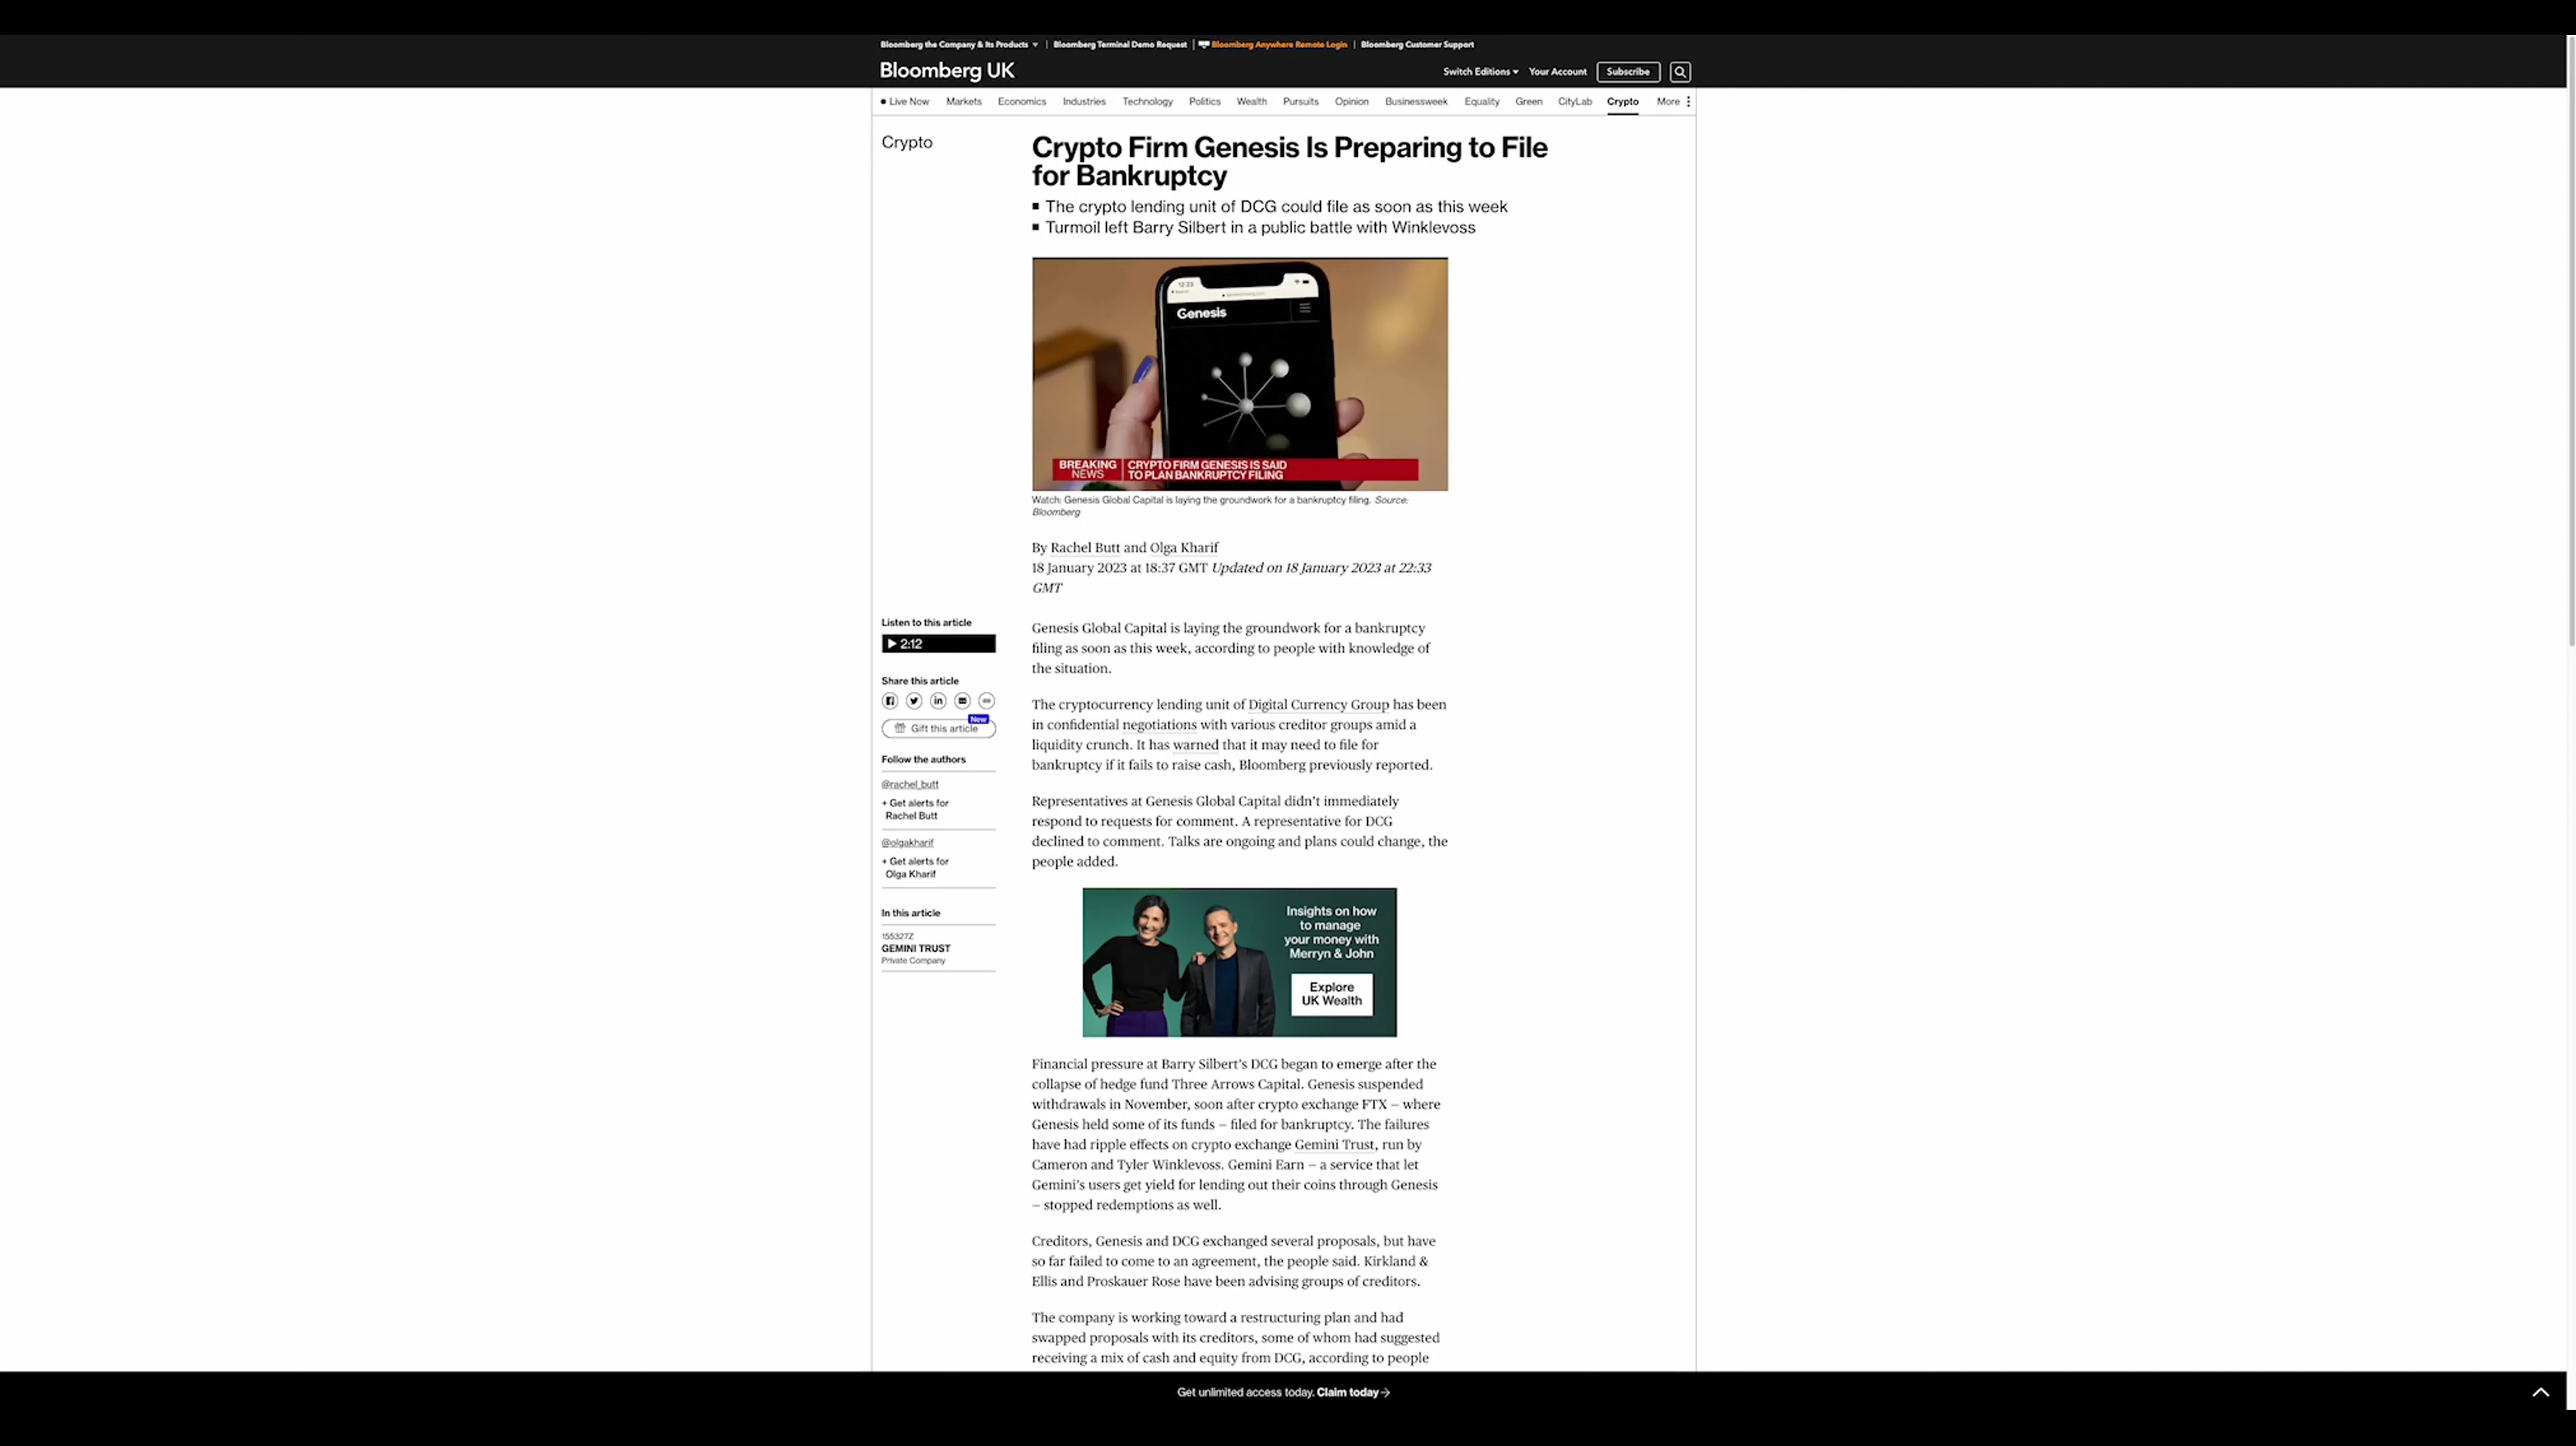 Bloomberg the Company & Its Products
Bloomberg Terminal Demo Request
Bloomberg Anywhere Remote Login
Bloomberg Customer Support
Bloomberg UK
Switch Editions
Your Account
Subscribe
Live Now
Markets
Economics
Industries
Technology
Politics
Wealth
Pursuits
Opinion
Businessweek
Equality
Green
CityLab
Crypto
More
Crypto
Crypto Firm Genesis Is Preparing to File
for Bankruptcy
The crypto lending unit of DCG could file as soon as this week
Turmoil left Barry Silbert in a public battle with Winklevoss
12:23
Genesis
BREAKING
NEWS
CRYPTO FIRM GENESIS IS SAID
TO PLAN BANKRUPTCY FILING
Watch: Genesis Global Capital is laying the groundwork for a bankruptcy filing. Source:
Bloomberg
By Rachel Butt and Olga Kharif
18 January 2023 at 18:37 GMT Updated on 18 January 2023 at 22:33
GMT
Listen to this article
2:12
Share this article
New
Gift this article
Follow the authors
@rachel_butt
+ Get alerts for
Rachel Butt
@olgakharif
+ Get alerts for
Olga Kharif
In this article
155327Z
GEMINI TRUST
Private Company
Genesis Global Capital is laying the groundwork for a bankruptcy
filing as soon as this week, according to people with knowledge of
the situation.
The cryptocurrency lending unit of Digital Currency Group has been
in confidential negotiations with various creditor groups amid a
liquidity crunch. It has warned that it may need to file for
bankruptcy if it fails to raise cash, Bloomberg previously reported.
Representatives at Genesis Global Capital didn't immediately
respond to requests for comment. A representative for DCG
declined to comment. Talks are ongoing and plans could change, the
people added.
Insights on how
to manage
your money with
Merryn & John
Explore
UK Wealth
Financial pressure at Barry Silbert's DCG began to emerge after the
collapse of hedge fund Three Arrows Capital. Genesis suspended
withdrawals in November, soon after crypto exchange FTX – where
Genesis held some of its funds – filed for bankruptcy. The failures
have had ripple effects on crypto exchange Gemini Trust, run by
Cameron and Tyler Winklevoss. Gemini Earn – a service that let
Gemini's users get yield for lending out their coins through Genesis
– stopped redemptions as well.
Creditors, Genesis and DCG exchanged several proposals, but have
so far failed to come to an agreement, the people said. Kirkland &
Ellis and Proskauer Rose have been advising groups of creditors.
The company is working toward a restructuring plan and had
swapped proposals with its creditors, some of whom had suggested
receiving a mix of cash and equity from DCG, according to people
Get unlimited access today. Claim today